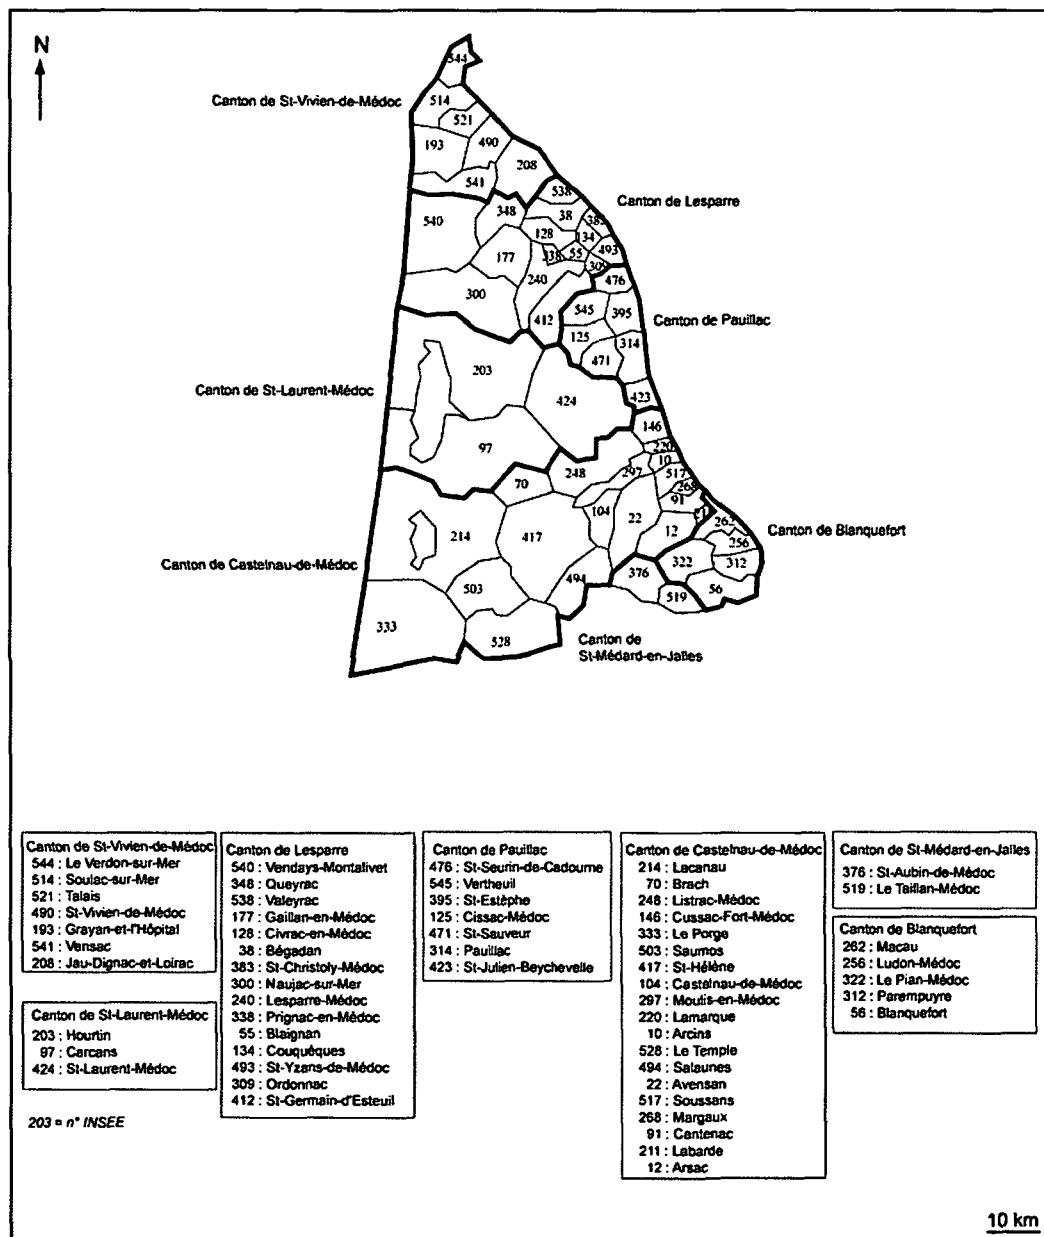 N
544
Canton de St-Vivien-de-Médoc
514
521
193
490
208
541
538
Canton de Lesparre
348
38
383
540
128
134
493
338
55
177
309
240
476
300
545
395
412
Canton de Pauillac
125
314
471
203
Canton de St-Laurent-Médoc
424
423
146
97
220
10
248
297
517
70
268
91
104
22
211
262
12
Canton de Blanquefort
214
417
256
322
312
Canton de Castelnau-de-Médoc
494
376
503
56
519
333
528
Canton de
St-Médard-en-Jalles
Canton de St-Vivien-de-Médoc
544 : Le Verdon-sur-Mer
514 : Soulac-sur-Mer
521 : Talais
490 : St-Vivien-de-Médoc
193 : Grayan-et-l'Hôpital
541 : Vensac
208 : Jau-Dignac-et-Loirac
Canton de St-Laurent-Médoc
203 : Hourtin
97 : Carcans
424 : St-Laurent-Médoc
203 = n° INSEE
Canton de Lesparre
540 : Vendays-Montalivet
348 : Queyrac
538 : Valeyrac
177 : Gaillan-en-Médoc
128 : Civrac-en-Médoc
38 : Bégadan
383 : St-Christoly-Médoc
300 : Naujac-sur-Mer
240 : Lesparre-Médoc
338 : Prignac-en-Médoc
55 : Blaignan
134 : Couquèques
493 : St-Yzans-de-Médoc
309 : Ordonnac
412 : St-Germain-d'Esteuil
Canton de Pauillac
476 : St-Seurin-de-Cadourne
545 : Vertheuil
395 : St-Estèphe
125 : Cissac-Médoc
471 : St-Sauveur
314 : Pauillac
423 : St-Julien-Beychevelle
Canton de Castelnau-de-Médoc
214 : Lacanau
70 : Brach
248 : Listrac-Médoc
146 : Cussac-Fort-Médoc
333 : Le Porge
503 : Saumos
417 : St-Hélène
104 : Castelnau-de-Médoc
297 : Moulis-en-Médoc
220 : Lamarque
10 : Arcins
528 : Le Temple
494 : Salaunes
22 : Avensan
517 : Soussans
268 : Margaux
91 : Cantenac
211 : Labarde
12 : Arsac
Canton de St-Médard-en-Jalles
376 : St-Aubin-de-Médoc
519 : Le Taillan-Médoc
Canton de Blanquefort
262 : Macau
256 : Ludon-Médoc
322 : Le Pian-Médoc
312 : Parempuyre
56 : Blanquefort
10 km